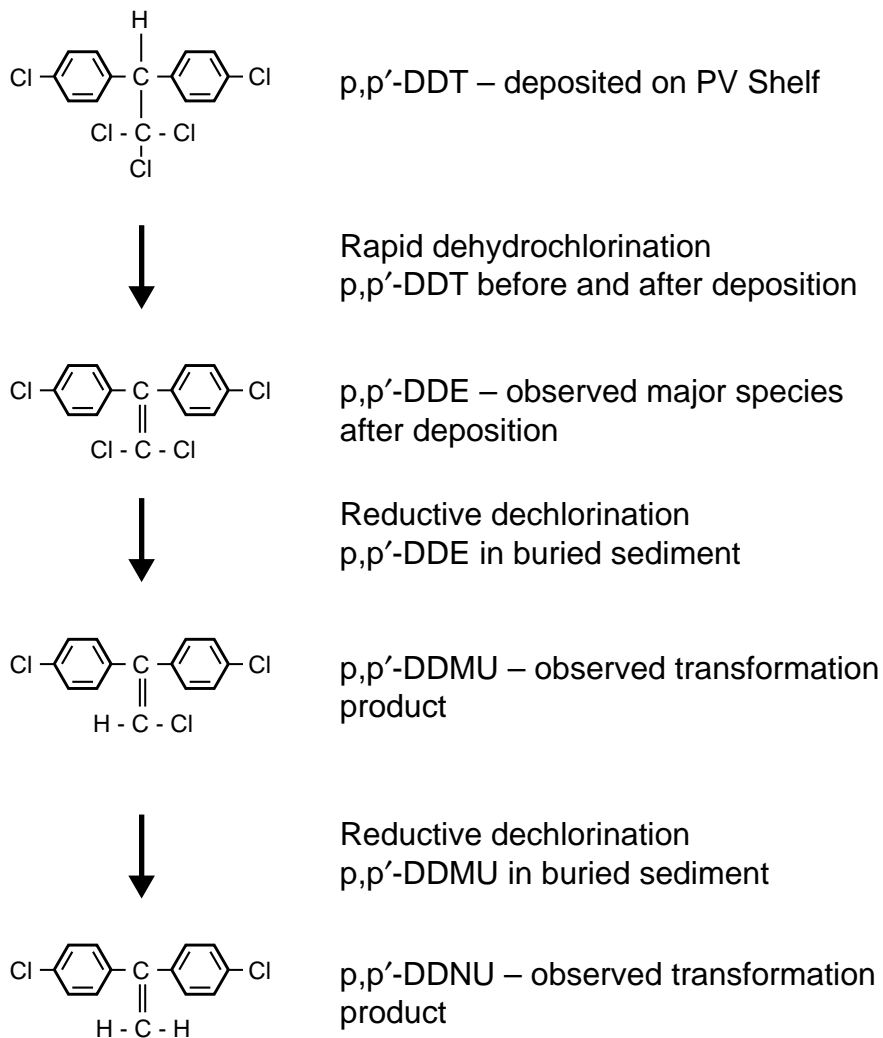 H
Cl C Cl
Cl - C - Cl
Cl
p,p′-DDT – deposited on PV Shelf
Rapid dehydrochlorination
p,p′-DDT before and after deposition
Cl C Cl
Cl - C - Cl
p,p′-DDE – observed major species
after deposition
Reductive dechlorination
p,p′-DDE in buried sediment
Cl C Cl
H - C - Cl
p,p′-DDMU – observed transformation
product
Reductive dechlorination
p,p′-DDMU in buried sediment
Cl C Cl
H - C - H
p,p′-DDNU – observed transformation
product